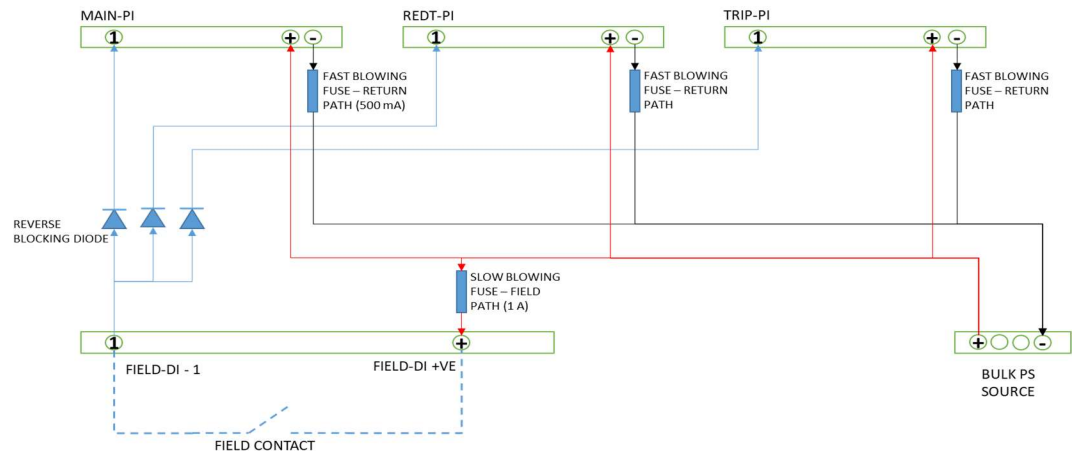 MAIN-PI
REDT-PI
TRIP-PI
1
+
-
1
+
-
1
+
-
FAST BLOWING
FUSE – RETURN
PATH (500 mA)
FAST BLOWING
FUSE – RETURN
PATH
FAST BLOWING
FUSE – RETURN
PATH
REVERSE
BLOCKING DIODE
SLOW BLOWING
FUSE – FIELD
PATH (1 A)
1
+
+
-
FIELD-DI - 1
FIELD-DI +VE
BULK PS
SOURCE
FIELD CONTACT